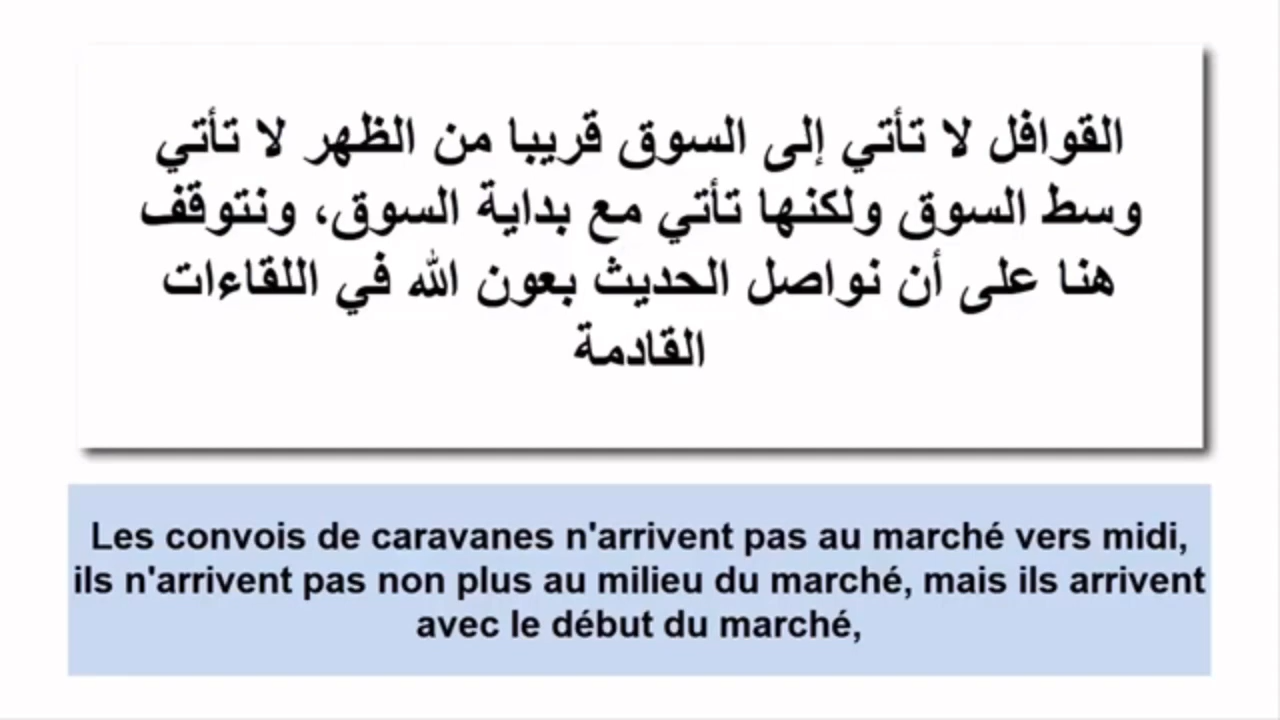 القوافل لا تأتي إلى السوق قريبا من الظهر لا تأتي
وسط السوق ولكنها تأتي مع بداية السوق، ونتوقف
هنا على أن نواصل الحديث بعون الله في اللقاءات
القادمة
Les convois de caravanes n'arrivent pas au marché vers midi,
ils n'arrivent pas non plus au milieu du marché, mais ils arrivent
avec le début du marché,